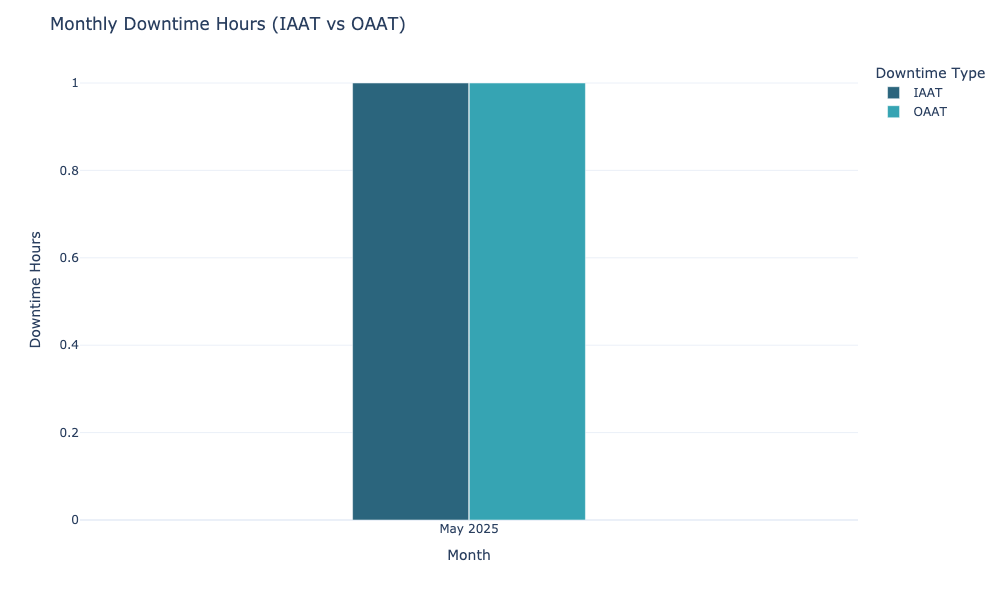 Monthly Downtime Hours (IAAT vs OAAT)
Downtime Type
IAAT
OAAT
Downtime Hours
1
0.8
0.6
0.4
0.2
0
May 2025
Month